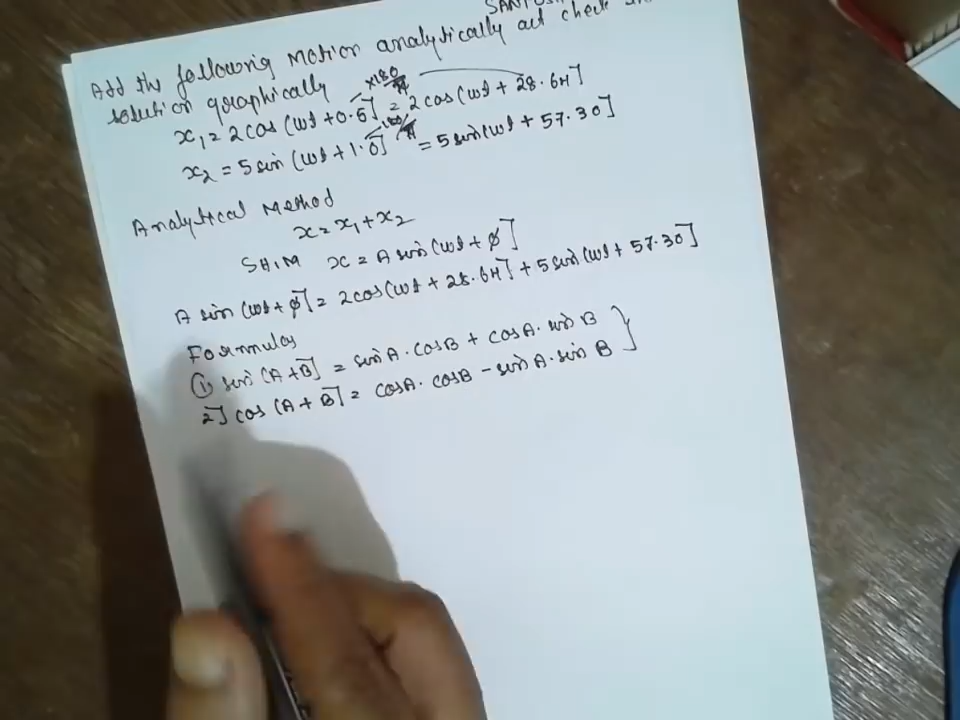 Add the following motion analytically act check
solution graphically
x₁ = 2 cos (ωt + 0.5] ×180/π = 2 cos (ωt + 28.64]
x₂ = 5 sin (ωt + 1.0] 180/π = 5 sin (ωt + 57.30]
Analytical Method
x = x₁ + x₂
S.H.M x = A sin (ωt + φ]
A sin (ωt + φ] = 2 cos (ωt + 28.64] + 5 sin (ωt + 57.30]
Formulas
① sin (A + B] = sin A · cos B + cos A · sin B }
2] cos (A + B] = cos A · cos B − sin A · sin B